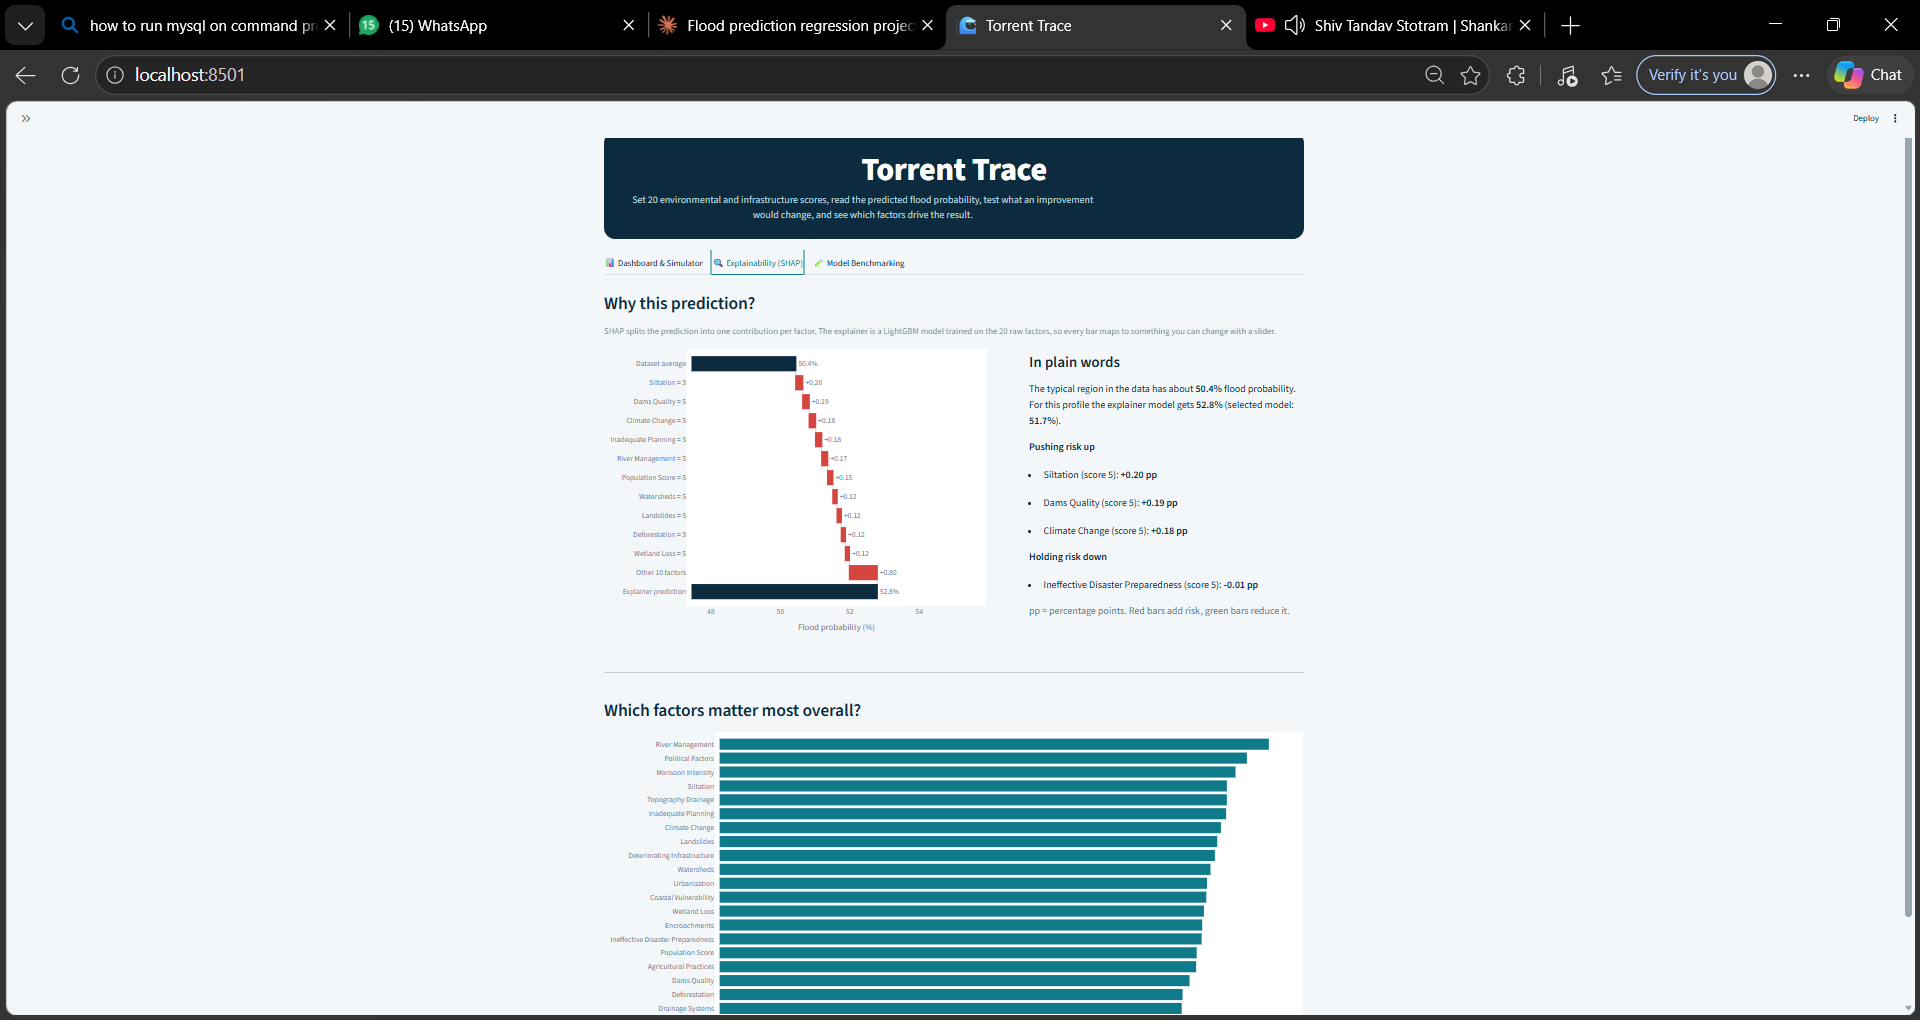 how to run mysql on command pr
15
(15) WhatsApp
Flood prediction regression projec
Torrent Trace
Shiv Tandav Stotram | Shankar
localhost:8501
Verify it's you
Chat
Deploy
Torrent Trace
Set 20 environmental and infrastructure scores, read the predicted flood probability, test what an improvement
would change, and see which factors drive the result.
Dashboard & Simulator
Explainability (SHAP)
Model Benchmarking
Why this prediction?
SHAP splits the prediction into one contribution per factor. The explainer is a LightGBM model trained on the 20 raw factors, so every bar maps to something you can change with a slider.
Dataset average 50.4%
Siltation = 5 +0.20
Dams Quality = 5 +0.19
Climate Change = 5 +0.18
Inadequate Planning = 5 +0.18
River Management = 5 +0.17
Population Score = 5 +0.15
Watersheds = 5 +0.12
Landslides = 5 +0.12
Deforestation = 5 +0.12
Wetland Loss = 5 +0.12
Other 10 factors +0.80
Explainer prediction 52.8%
48 50 52 54
Flood probability (%)
In plain words
The typical region in the data has about 50.4% flood probability.
For this profile the explainer model gets 52.8% (selected model:
51.7%).
Pushing risk up
• Siltation (score 5): +0.20 pp
• Dams Quality (score 5): +0.19 pp
• Climate Change (score 5): +0.18 pp
Holding risk down
• Ineffective Disaster Preparedness (score 5): -0.01 pp
pp = percentage points. Red bars add risk, green bars reduce it.
Which factors matter most overall?
River Management
Political Factors
Monsoon Intensity
Siltation
Topography Drainage
Inadequate Planning
Climate Change
Landslides
Deteriorating Infrastructure
Watersheds
Urbanization
Coastal Vulnerability
Wetland Loss
Encroachments
Ineffective Disaster Preparedness
Population Score
Agricultural Practices
Dams Quality
Deforestation
Drainage Systems